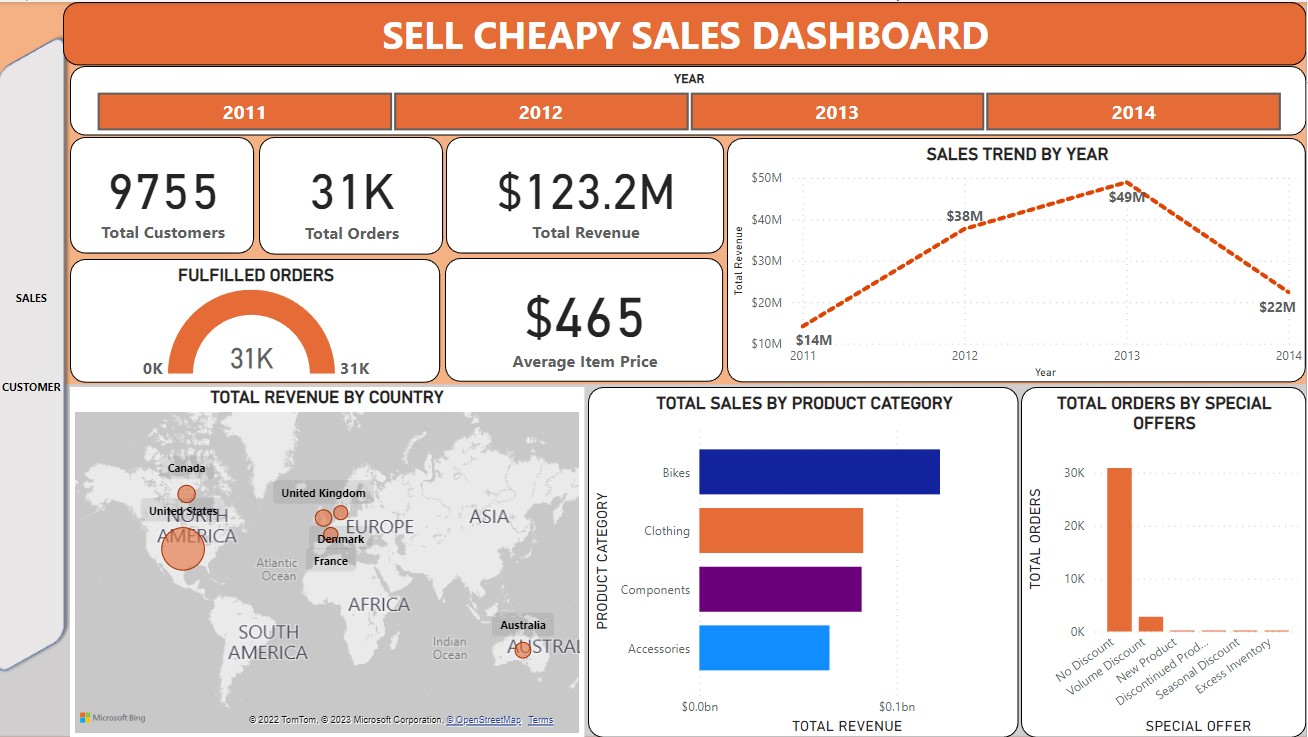 SELL CHEAPY SALES DASHBOARD
YEAR
2011
2012
2013
2014
SALES
CUSTOMER
9755
Total Customers
31K
Total Orders
$123.2M
Total Revenue
FULFILLED ORDERS
0K
31K
31K
$465
Average Item Price
SALES TREND BY YEAR
Total Revenue
$50M
$40M
$30M
$20M
$10M
$14M
$38M
$49M
$22M
2011
2012
2013
2014
Year
TOTAL REVENUE BY COUNTRY
Canada
United States
NORTH
AMERICA
United Kingdom
EUROPE
Denmark
France
ASIA
Atlantic
Ocean
AFRICA
SOUTH
AMERICA
Indian
Ocean
Australia
AUSTRAL
Microsoft Bing
© 2022 TomTom, © 2023 Microsoft Corporation, © OpenStreetMap Terms
TOTAL SALES BY PRODUCT CATEGORY
PRODUCT CATEGORY
Bikes
Clothing
Components
Accessories
$0.0bn
$0.1bn
TOTAL REVENUE
TOTAL ORDERS BY SPECIAL
OFFERS
TOTAL ORDERS
30K
20K
10K
0K
No Discount
Volume Discount
New Product
Discontinued Prod...
Seasonal Discount
Excess Inventory
SPECIAL OFFER